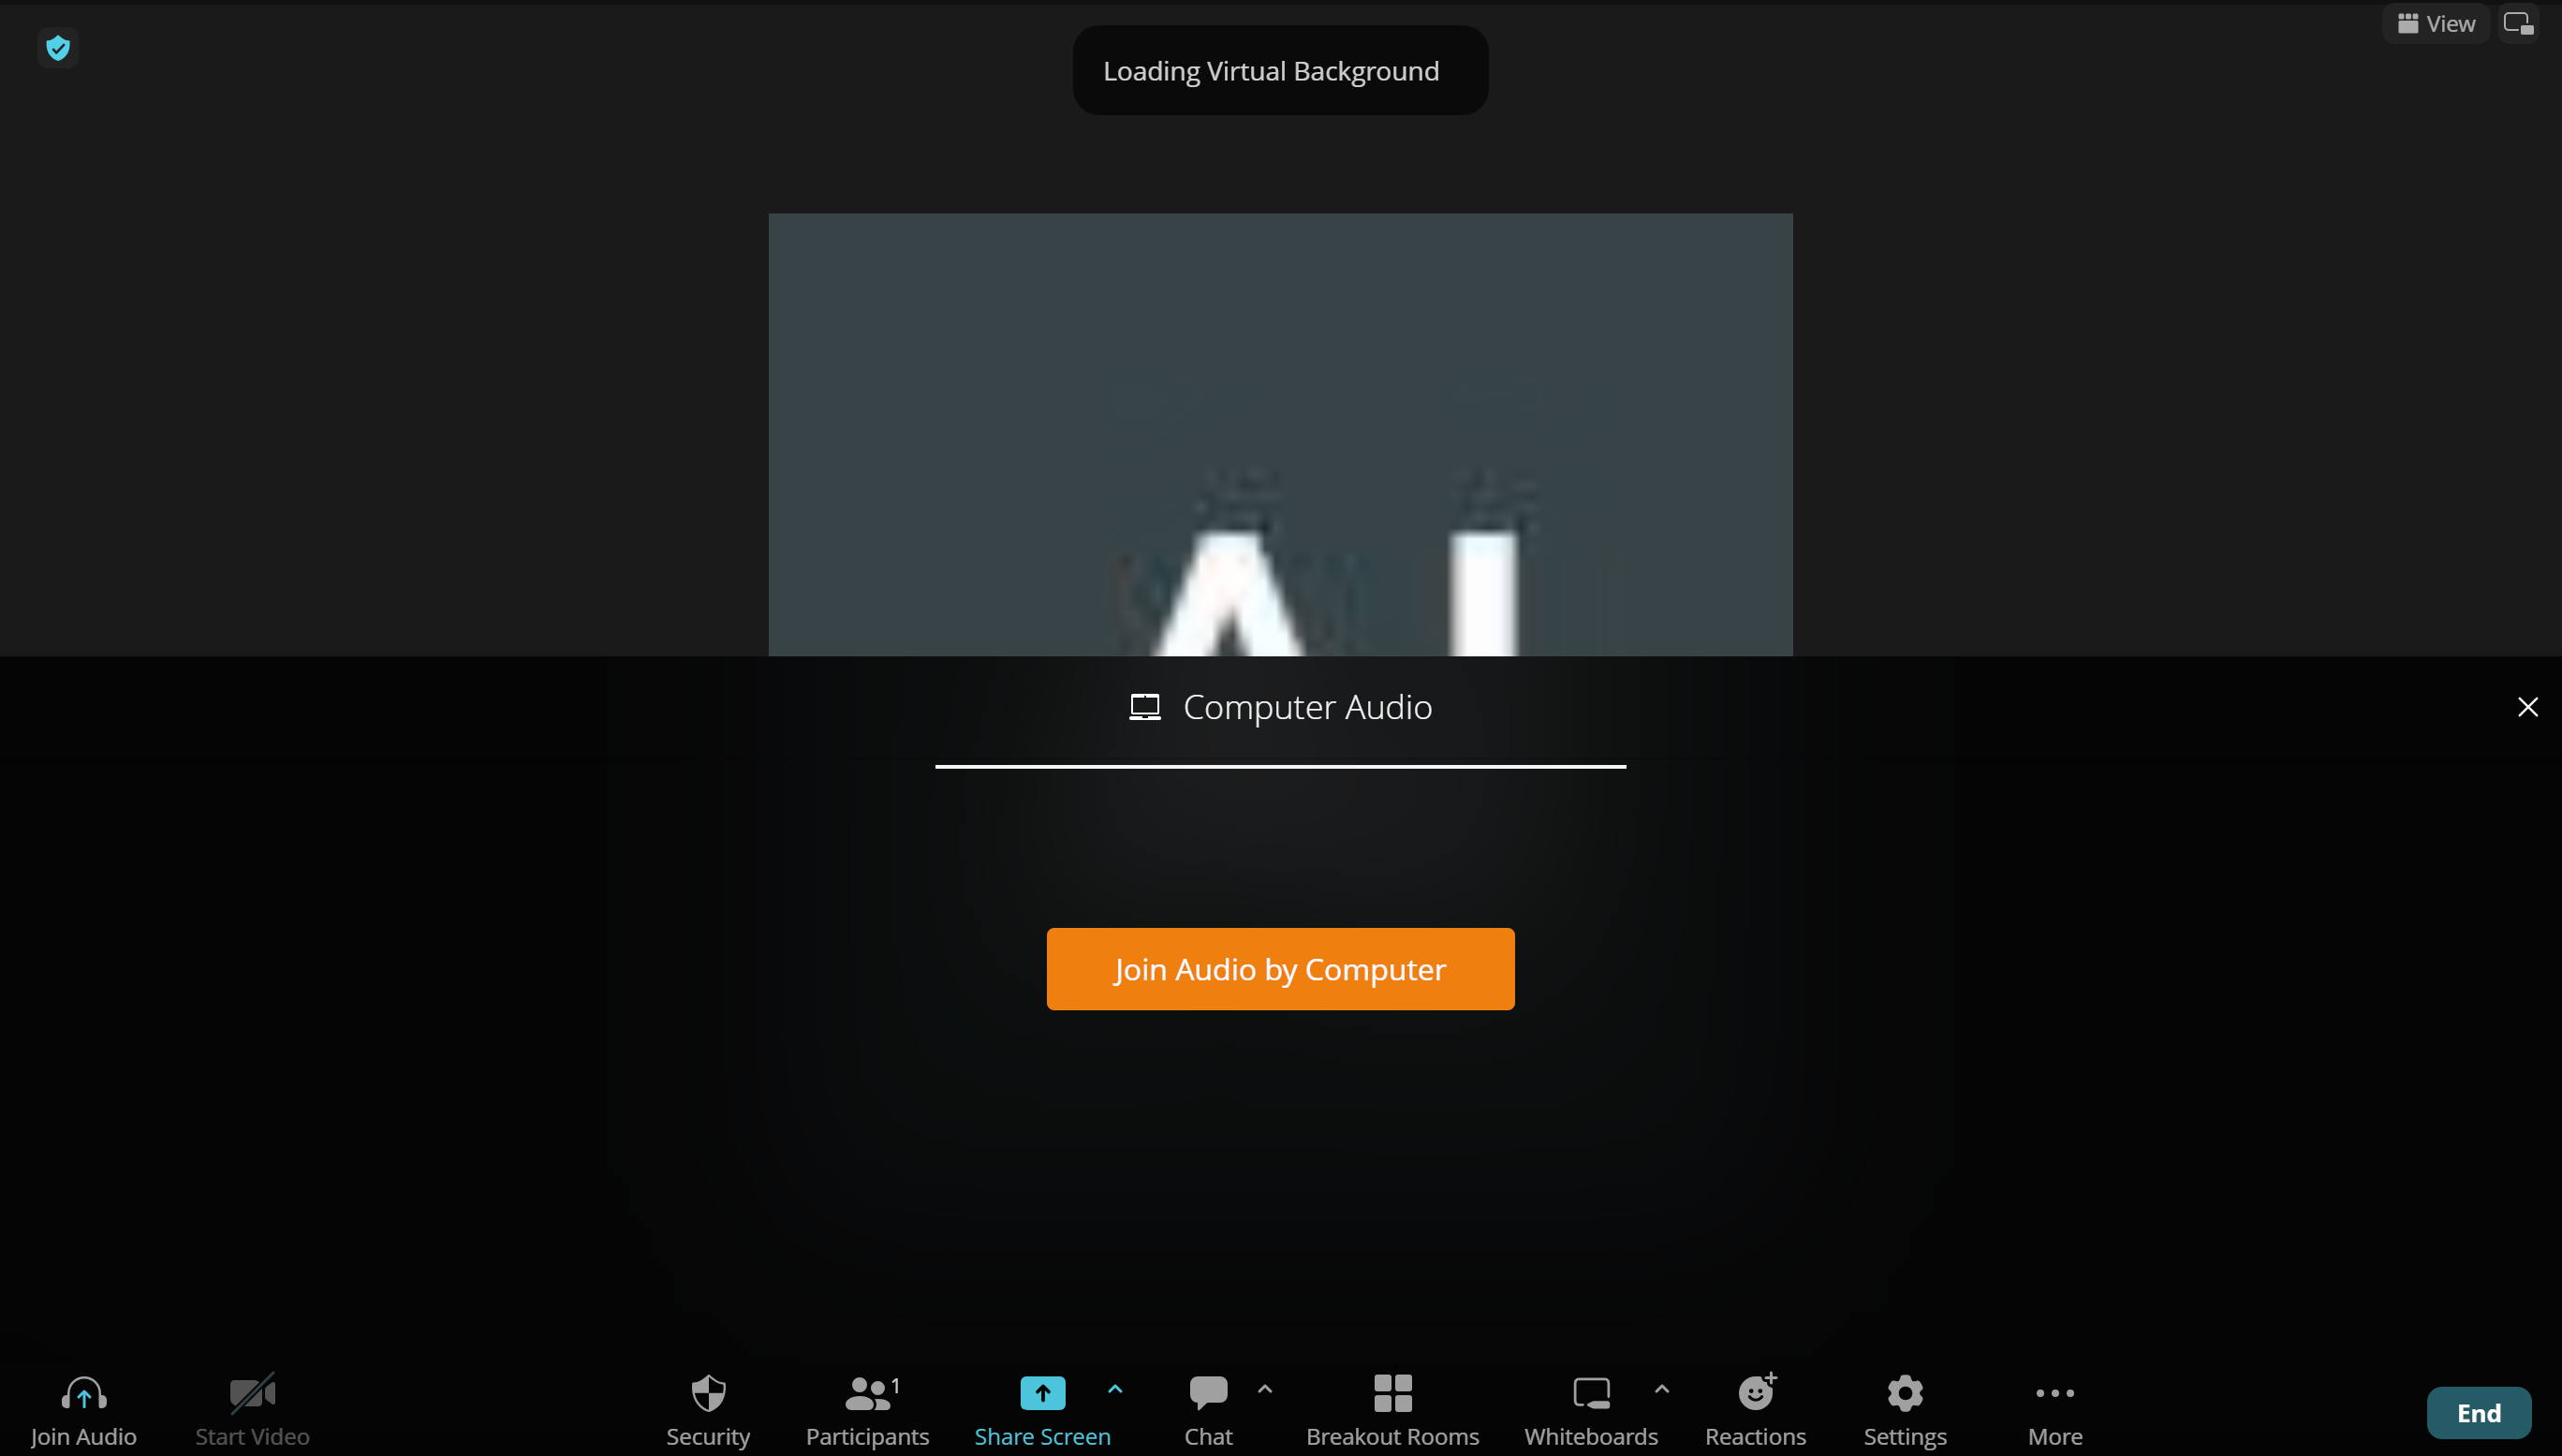 View
Loading Virtual Background
Computer Audio
Join Audio by Computer
1
Join Audio
Start Video
Security
Participants
Share Screen
Chat
Breakout Rooms
Whiteboards
Reactions
Settings
More
End